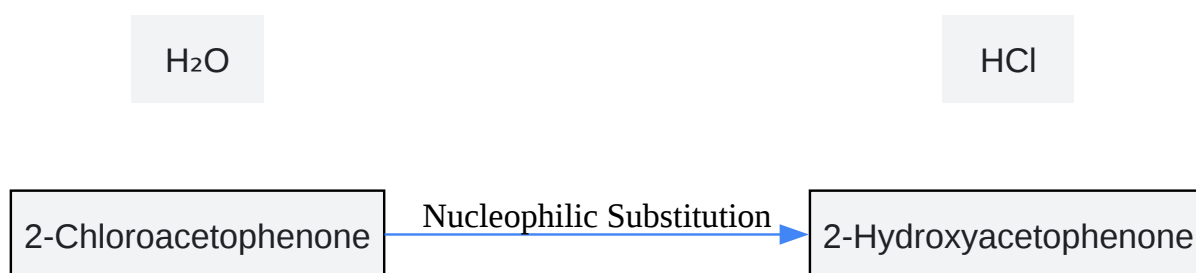 H₂O
HCl
2-Chloroacetophenone
Nucleophilic Substitution
2-Hydroxyacetophenone